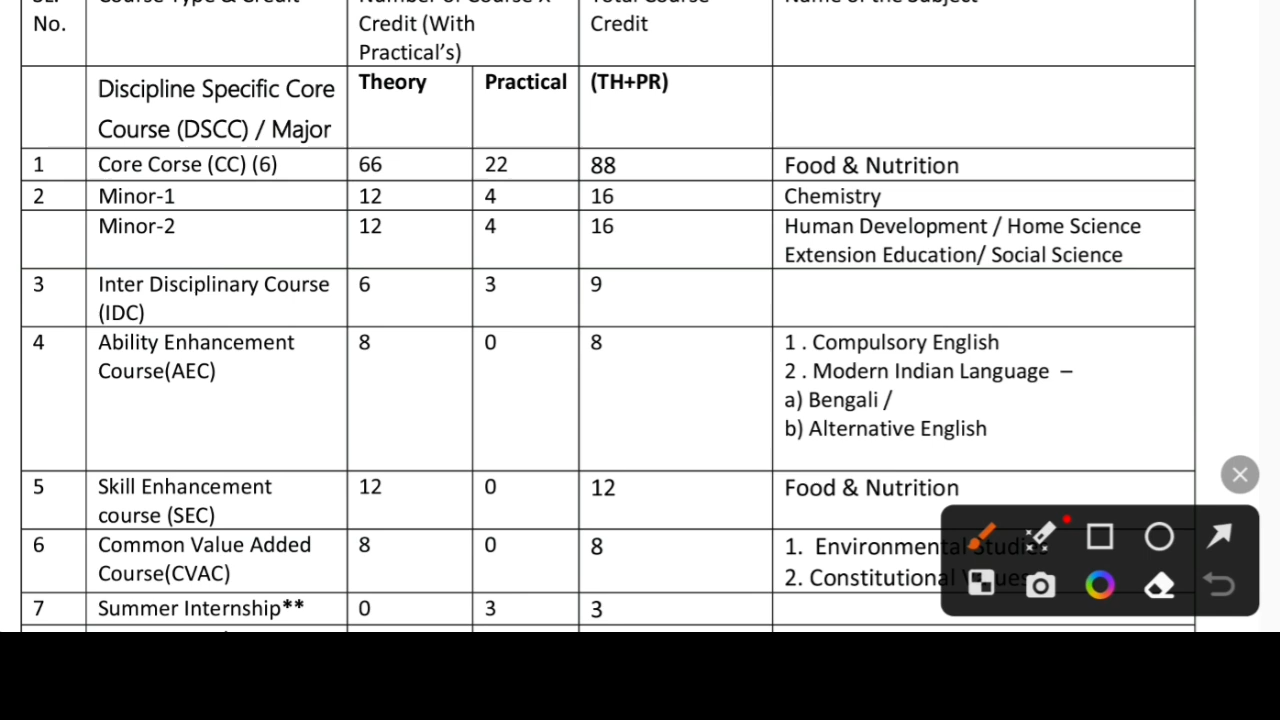 No.
Credit (With
Practical's)
Credit
Discipline Specific Core
Course (DSCC) / Major
Theory
Practical
(TH+PR)
1 Core Corse (CC) (6) 66 22 88 Food & Nutrition
2 Minor-1 12 4 16 Chemistry
Minor-2 12 4 16 Human Development / Home Science
Extension Education/ Social Science
3 Inter Disciplinary Course 6 3 9
(IDC)
4 Ability Enhancement 8 0 8 1 . Compulsory English
Course(AEC) 2 . Modern Indian Language –
a) Bengali /
b) Alternative English
5 Skill Enhancement 12 0 12 Food & Nutrition
course (SEC)
6 Common Value Added 8 0 8 1. Environmental Studies
Course(CVAC) 2. Constitutional
7 Summer Internship** 0 3 3